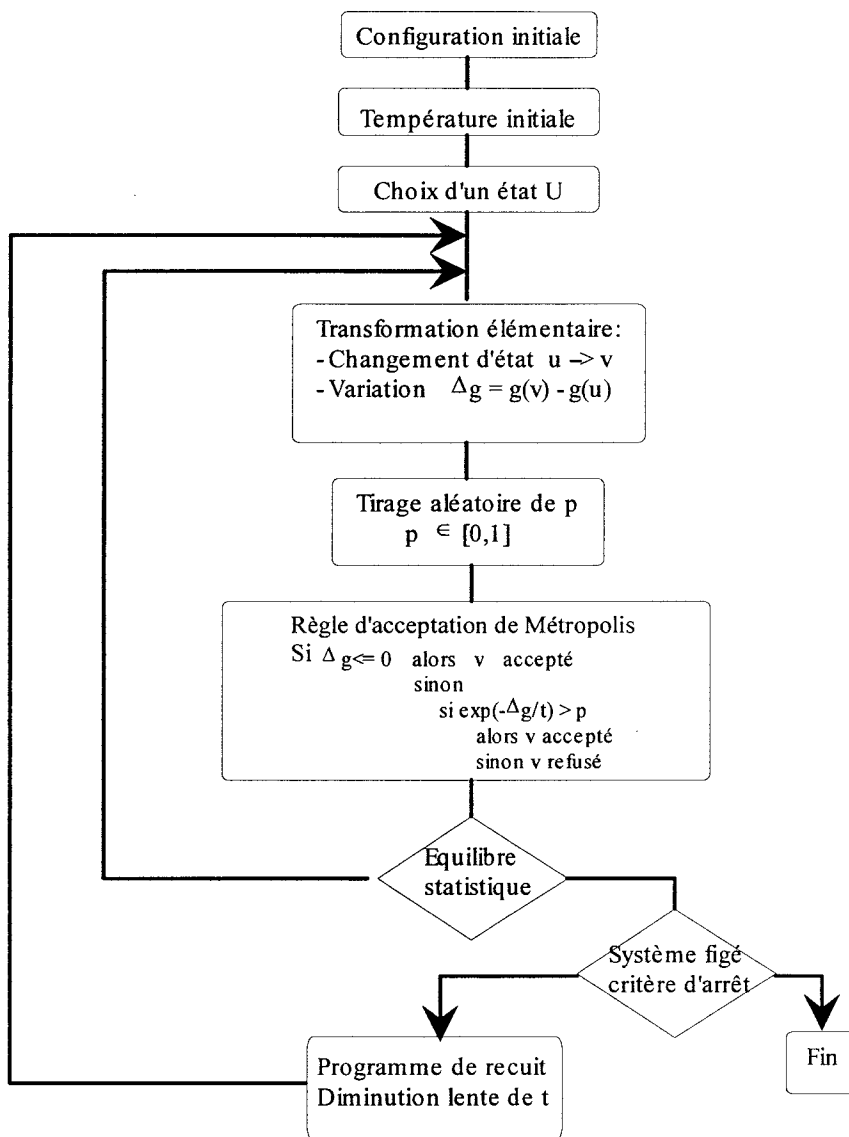 Configuration initiale
Température initiale
Choix d'un état U
Transformation élémentaire:
- Changement d'état u -> v
- Variation Δg = g(v) - g(u)
Tirage aléatoire de p
p ∈ [0,1]
Règle d'acceptation de Métropolis
Si Δ g<= 0 alors v accepté
sinon
si exp(-Δg/t) > p
alors v accepté
sinon v refusé
Equilibre
statistique
Système figé
critère d'arrêt
Programme de recuit
Diminution lente de t
Fin